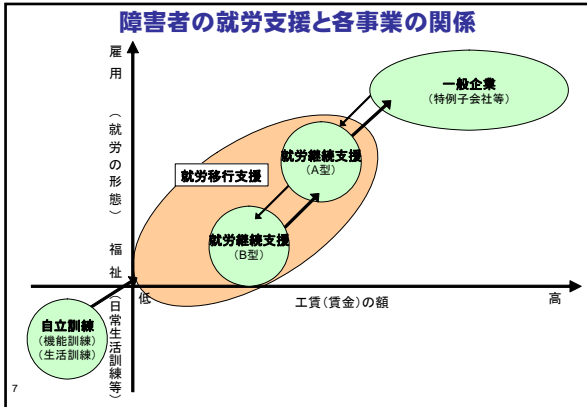 障害者の就労支援と各事業の関係
雇用
（就労の形態）
福祉
（日常生活訓練等）
一般企業
（特例子会社等）
就労継続支援
（A型）
就労移行支援
就労継続支援
（B型）
低
工賃（賃金）の額
高
自立訓練
（機能訓練）
（生活訓練）
7